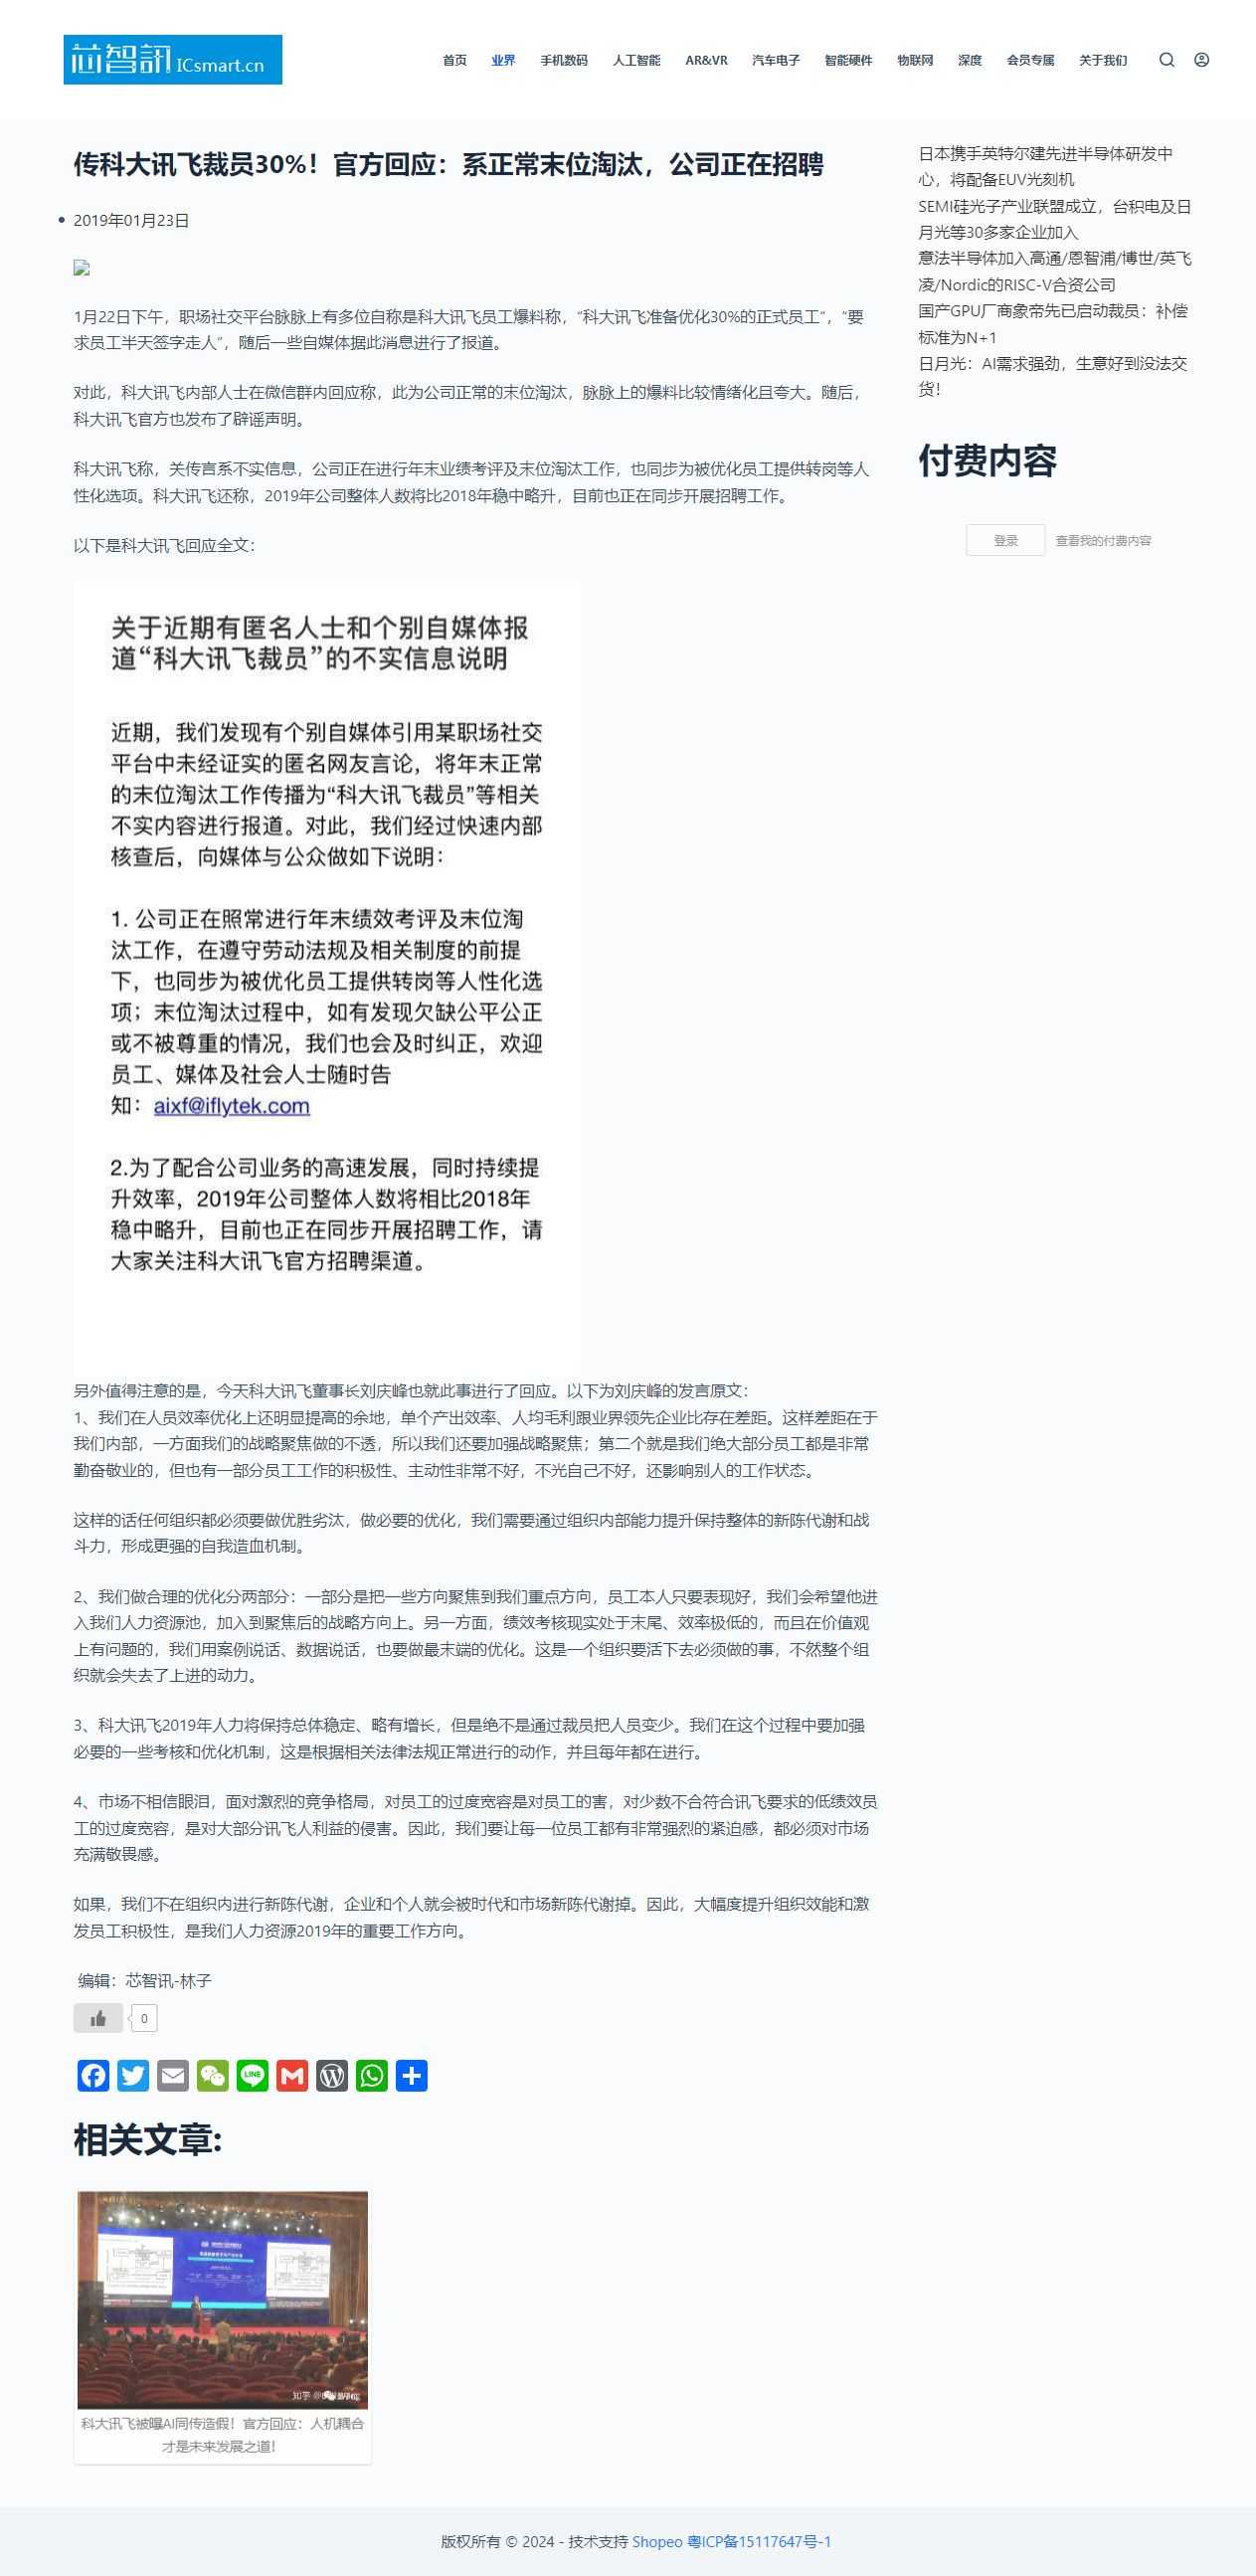 芯智訊 ICsmart.cn
首页 业界 手机数码 人工智能 AR&VR 汽车电子 智能硬件 物联网 深度 会员专属 关于我们
传科大讯飞裁员30%！官方回应：系正常末位淘汰，公司正在招聘
2019年01月23日
1月22日下午，职场社交平台脉脉上有多位自称是科大讯飞员工爆料称，“科大讯飞准备优化30%的正式员工”，“要
求员工半天签字走人”，随后一些自媒体据此消息进行了报道。
对此，科大讯飞内部人士在微信群内回应称，此为公司正常的末位淘汰，脉脉上的爆料比较情绪化且夸大。随后，
科大讯飞官方也发布了辟谣声明。
科大讯飞称，关传言系不实信息，公司正在进行年末业绩考评及末位淘汰工作，也同步为被优化员工提供转岗等人
性化选项。科大讯飞还称，2019年公司整体人数将比2018年稳中略升，目前也正在同步开展招聘工作。
以下是科大讯飞回应全文：
关于近期有匿名人士和个别自媒体报
道“科大讯飞裁员”的不实信息说明
近期，我们发现有个别自媒体引用某职场社交
平台中未经证实的匿名网友言论，将年末正常
的末位淘汰工作传播为“科大讯飞裁员”等相关
不实内容进行报道。对此，我们经过快速内部
核查后，向媒体与公众做如下说明：
1. 公司正在照常进行年末绩效考评及末位淘
汰工作，在遵守劳动法规及相关制度的前提
下，也同步为被优化员工提供转岗等人性化选
项；末位淘汰过程中，如有发现欠缺公平公正
或不被尊重的情况，我们也会及时纠正，欢迎
员工、媒体及社会人士随时告
知：aixf@iflytek.com
2.为了配合公司业务的高速发展，同时持续提
升效率，2019年公司整体人数将相比2018年
稳中略升，目前也正在同步开展招聘工作，请
大家关注科大讯飞官方招聘渠道。
另外值得注意的是，今天科大讯飞董事长刘庆峰也就此事进行了回应。以下为刘庆峰的发言原文：
1、我们在人员效率优化上还明显提高的余地，单个产出效率、人均毛利跟业界领先企业比存在差距。这样差距在于
我们内部，一方面我们的战略聚焦做的不透，所以我们还要加强战略聚焦；第二个就是我们绝大部分员工都是非常
勤奋敬业的，但也有一部分员工工作的积极性、主动性非常不好，不光自己不好，还影响别人的工作状态。
这样的话任何组织都必须要做优胜劣汰，做必要的优化，我们需要通过组织内部能力提升保持整体的新陈代谢和战
斗力，形成更强的自我造血机制。
2、我们做合理的优化分两部分：一部分是把一些方向聚焦到我们重点方向，员工本人只要表现好，我们会希望他进
入我们人力资源池，加入到聚焦后的战略方向上。另一方面，绩效考核现实处于末尾、效率极低的，而且在价值观
上有问题的，我们用案例说话、数据说话，也要做最末端的优化。这是一个组织要活下去必须做的事，不然整个组
织就会失去了上进的动力。
3、科大讯飞2019年人力将保持总体稳定、略有增长，但是绝不是通过裁员把人员变少。我们在这个过程中要加强
必要的一些考核和优化机制，这是根据相关法律法规正常进行的动作，并且每年都在进行。
4、市场不相信眼泪，面对激烈的竞争格局，对员工的过度宽容是对员工的害，对少数不合符合讯飞要求的低绩效员
工的过度宽容，是对大部分讯飞人利益的侵害。因此，我们要让每一位员工都有非常强烈的紧迫感，都必须对市场
充满敬畏感。
如果，我们不在组织内进行新陈代谢，企业和个人就会被时代和市场新陈代谢掉。因此，大幅度提升组织效能和激
发员工积极性，是我们人力资源2019年的重要工作方向。
编辑：芯智讯-林子
0
相关文章:
科大讯飞被曝AI同传造假！官方回应：人机耦合
才是未来发展之道！
日本携手英特尔建先进半导体研发中
心，将配备EUV光刻机
SEMI硅光子产业联盟成立，台积电及日
月光等30多家企业加入
意法半导体加入高通/恩智浦/博世/英飞
凌/Nordic的RISC-V合资公司
国产GPU厂商象帝先已启动裁员：补偿
标准为N+1
日月光：AI需求强劲，生意好到没法交
货！
付费内容
登录 查看我的付费内容
版权所有 © 2024 - 技术支持 Shopeo 粤ICP备15117647号-1